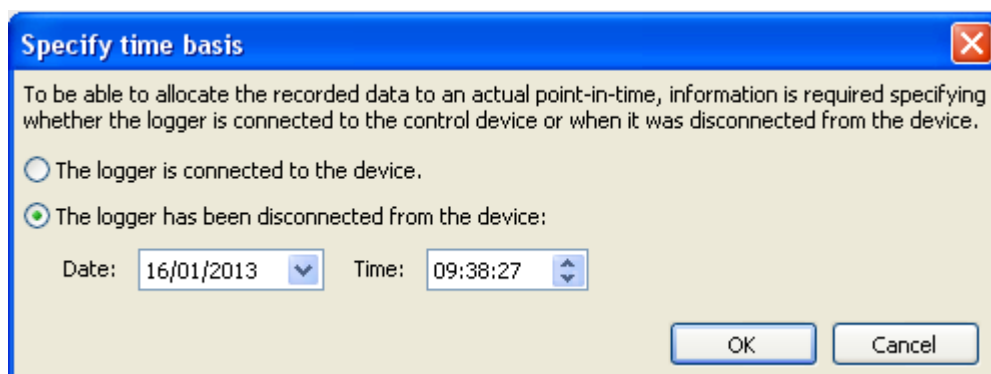 Specify time basis
To be able to allocate the recorded data to an actual point-in-time, information is required specifying
whether the logger is connected to the control device or when it was disconnected from the device.
The logger is connected to the device.
The logger has been disconnected from the device:
Date: 16/01/2013 Time: 09:38:27
OK Cancel